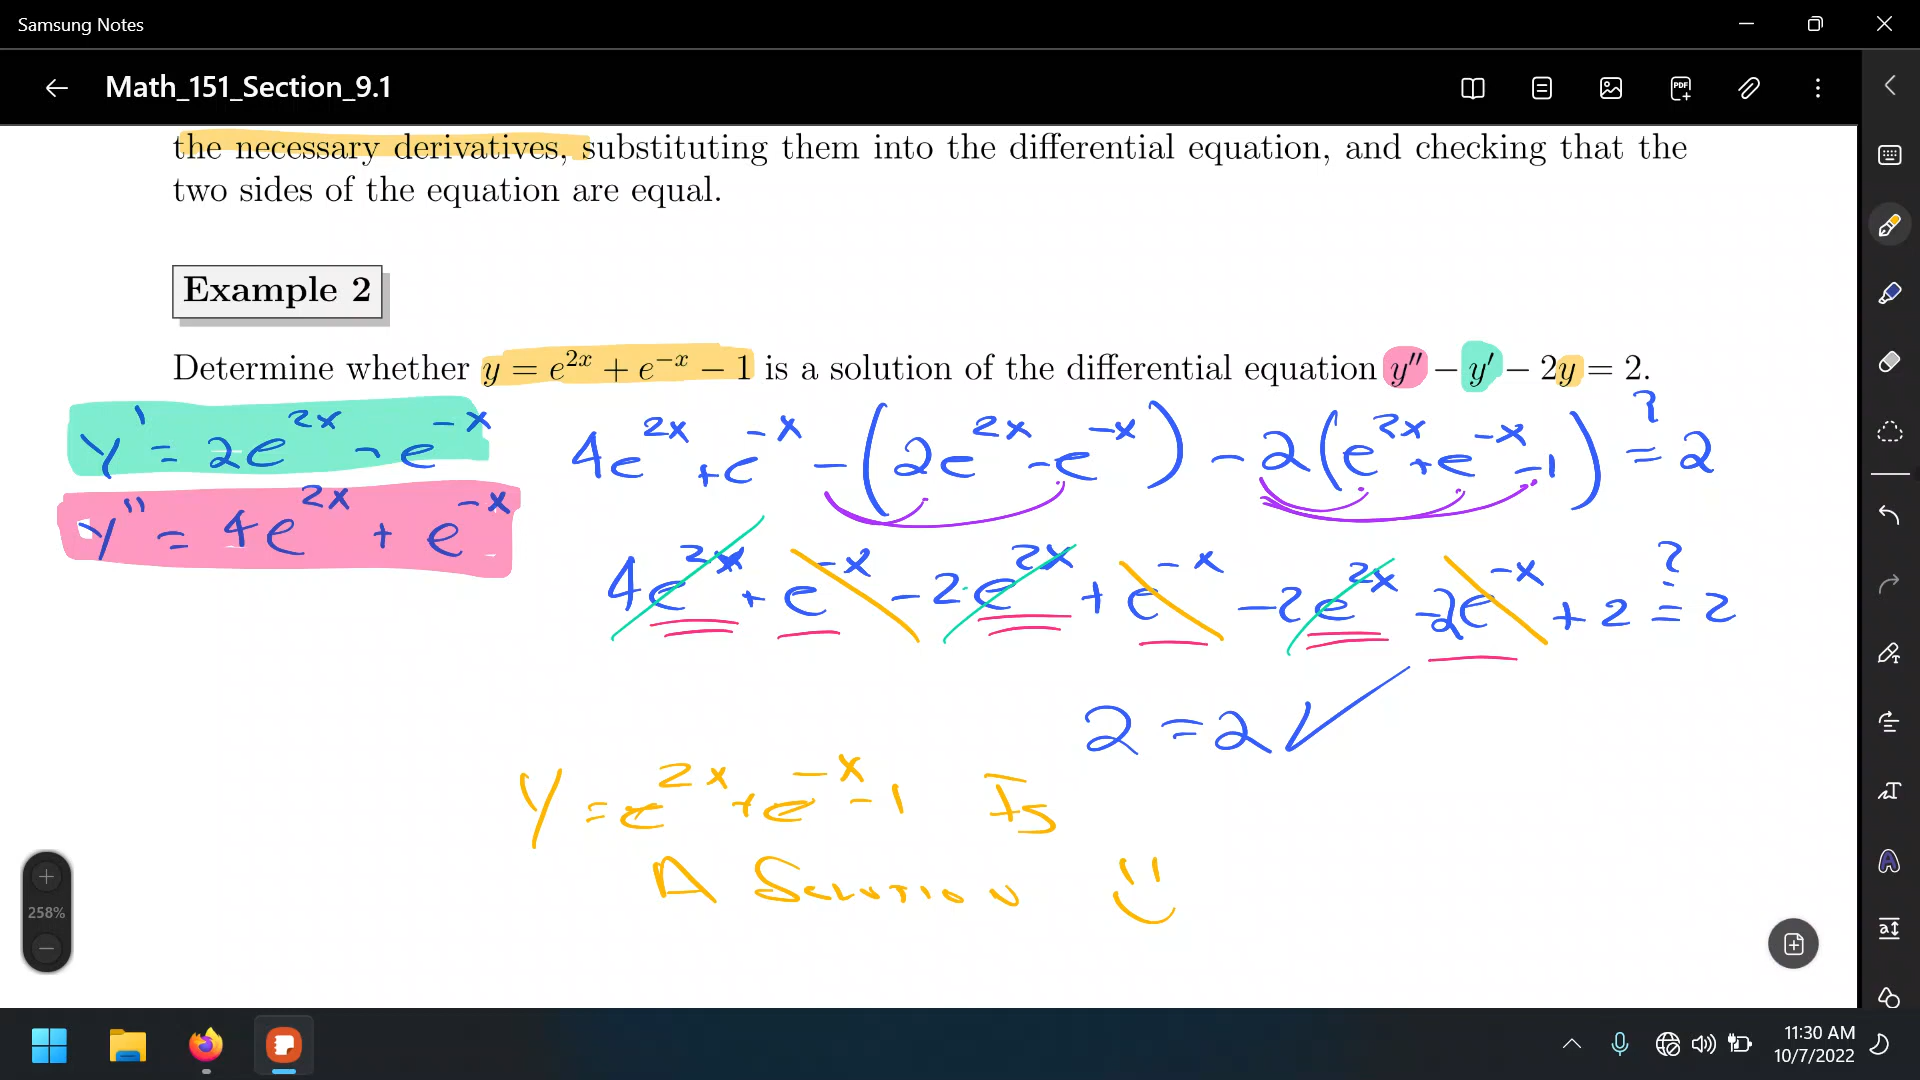 Samsung Notes
Math_151_Section_9.1
PDF
the necessary derivatives, substituting them into the differential equation, and checking that the
two sides of the equation are equal.
Example 2
Determine whether y = e^{2x} + e^{-x} - 1 is a solution of the differential equation y'' - y' - 2y = 2.
y' = 2e^{2x} - e^{-x}
4e^{2x} + e^{-x} - (2e^{2x} - e^{-x}) - 2(e^{2x} + e^{-x} - 1) ?= 2
y'' = 4e^{2x} + e^{-x}
4e^{2x} + e^{-x} - 2e^{2x} + e^{-x} - 2e^{2x} - 2e^{-x} + 2 ?= 2
2 = 2 ✓
y = e^{2x} + e^{-x} - 1 Is
A Solution
258%
11:30 AM
10/7/2022